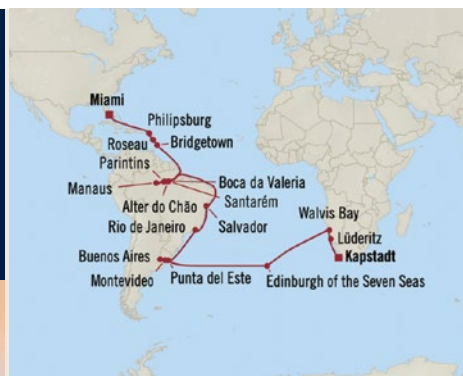 Miami
Philipsburg
Roseau
Bridgetown
Parintins
Manaus
Boca da Valeria
Santarém
Alter do Chão
Salvador
Rio de Janeiro
Walvis Bay
Lüderitz
Kapstadt
Buenos Aires
Montevideo
Punta del Este
Edinburgh of the Seven Seas